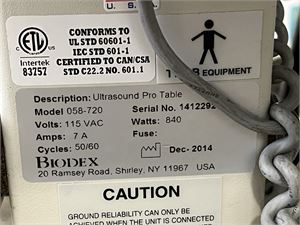 U.S.
ETL
Intertek
83757
CONFORMS TO
UL STD 60601-1
IEC STD 601-1
CERTIFIED TO CAN/CSA
STD C22.2 NO. 601.1
EQUIPMENT
Description: Ultrasound Pro Table
Model: 058-720 Serial No. 1412292
Volts: 115 VAC Watts: 840
Amps: 7 A Fuse:
Cycles: 50/60 Dec- 2014
BIODEX
20 Ramsey Road, Shirley, NY 11967 USA
CAUTION
GROUND RELIABILITY CAN ONLY BE
ACHIEVED WHEN THE UNIT IS CONNECTED